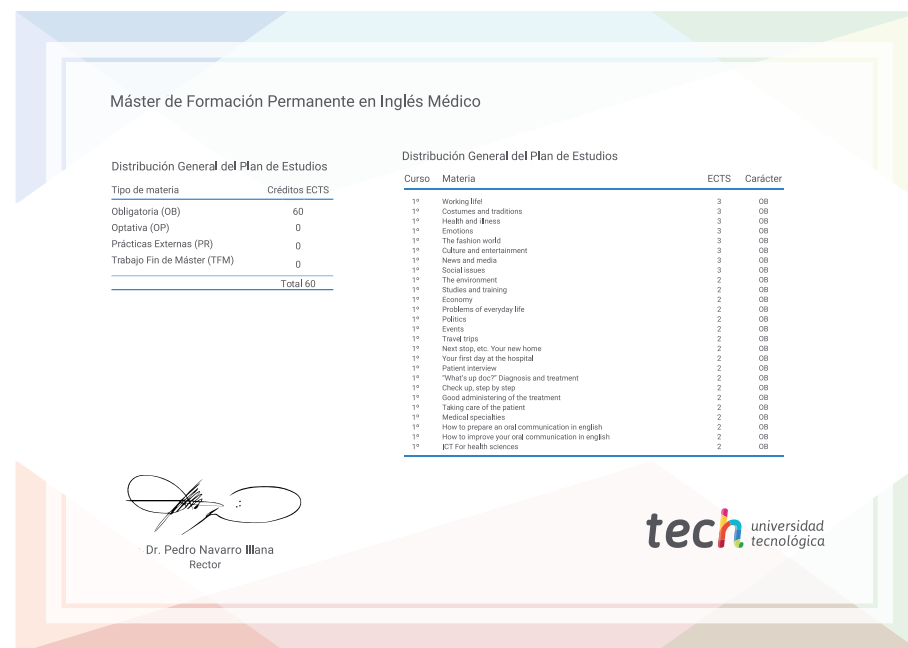 Máster de Formación Permanente en Inglés Médico
Distribución General del Plan de Estudios
Tipo de materia Créditos ECTS
Obligatoria (OB) 60
Optativa (OP) 0
Prácticas Externas (PR) 0
Trabajo Fin de Máster (TFM) 0
Total 60
Distribución General del Plan de Estudios
Curso Materia ECTS Carácter
1º Working life! 3 OB
1º Costumes and traditions 3 OB
1º Health and illness 3 OB
1º Emotions 3 OB
1º The fashion world 3 OB
1º Culture and entertainment 3 OB
1º News and media 3 OB
1º Social issues 3 OB
1º The environment 2 OB
1º Studies and training 2 OB
1º Economy 2 OB
1º Problems of everyday life 2 OB
1º Politics 2 OB
1º Events 2 OB
1º Travel trips 2 OB
1º Next stop, etc. Your new home 2 OB
1º Your first day at the hospital 2 OB
1º Patient interview 2 OB
1º "What's up doc?" Diagnosis and treatment 2 OB
1º Check up, step by step 2 OB
1º Good administering of the treatment 2 OB
1º Taking care of the patient 2 OB
1º Medical specialties 2 OB
1º How to prepare an oral communication in english 2 OB
1º How to improve your oral communication in english 2 OB
1º ICT For health sciences 2 OB
Dr. Pedro Navarro Illana
Rector
tech universidad
tecnológica